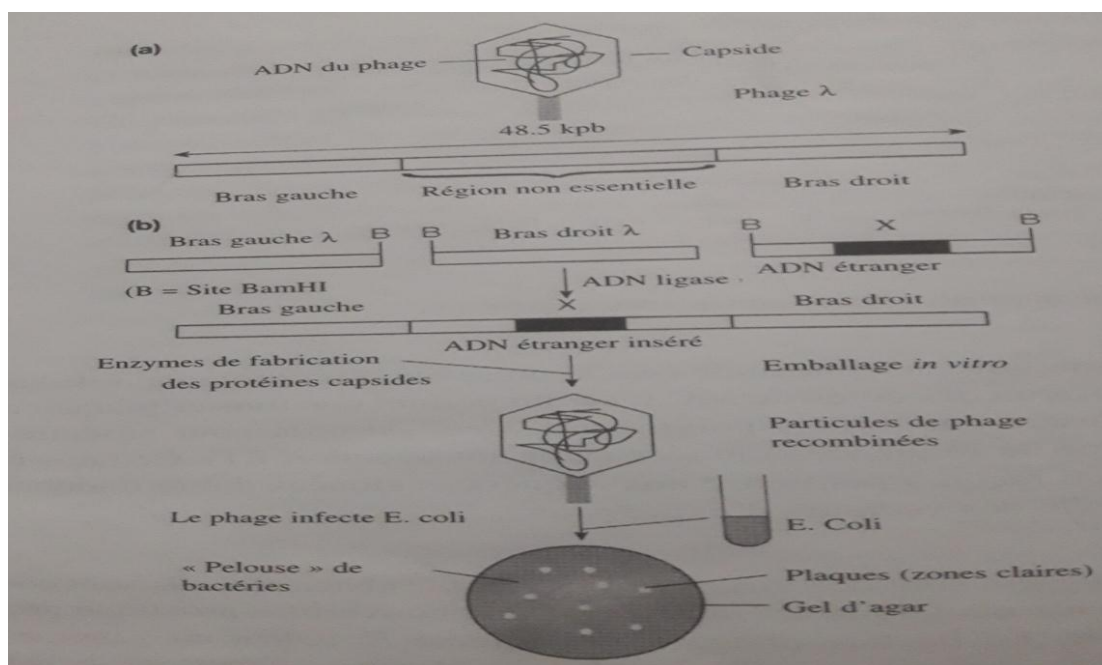 (a)
ADN du phage
Capside
Phage λ
48.5 kpb
Bras gauche
Région non essentielle
Bras droit
(b)
Bras gauche λ
B
B
Bras droit λ
B
X
B
ADN étranger
(B = Site BamHI
ADN ligase
Bras gauche
X
Bras droit
ADN étranger inséré
Enzymes de fabrication
des protéines capsides
Emballage in vitro
Particules de phage
recombinées
Le phage infecte E. coli
E. Coli
« Pelouse » de
bactéries
Plaques (zones claires)
Gel d'agar